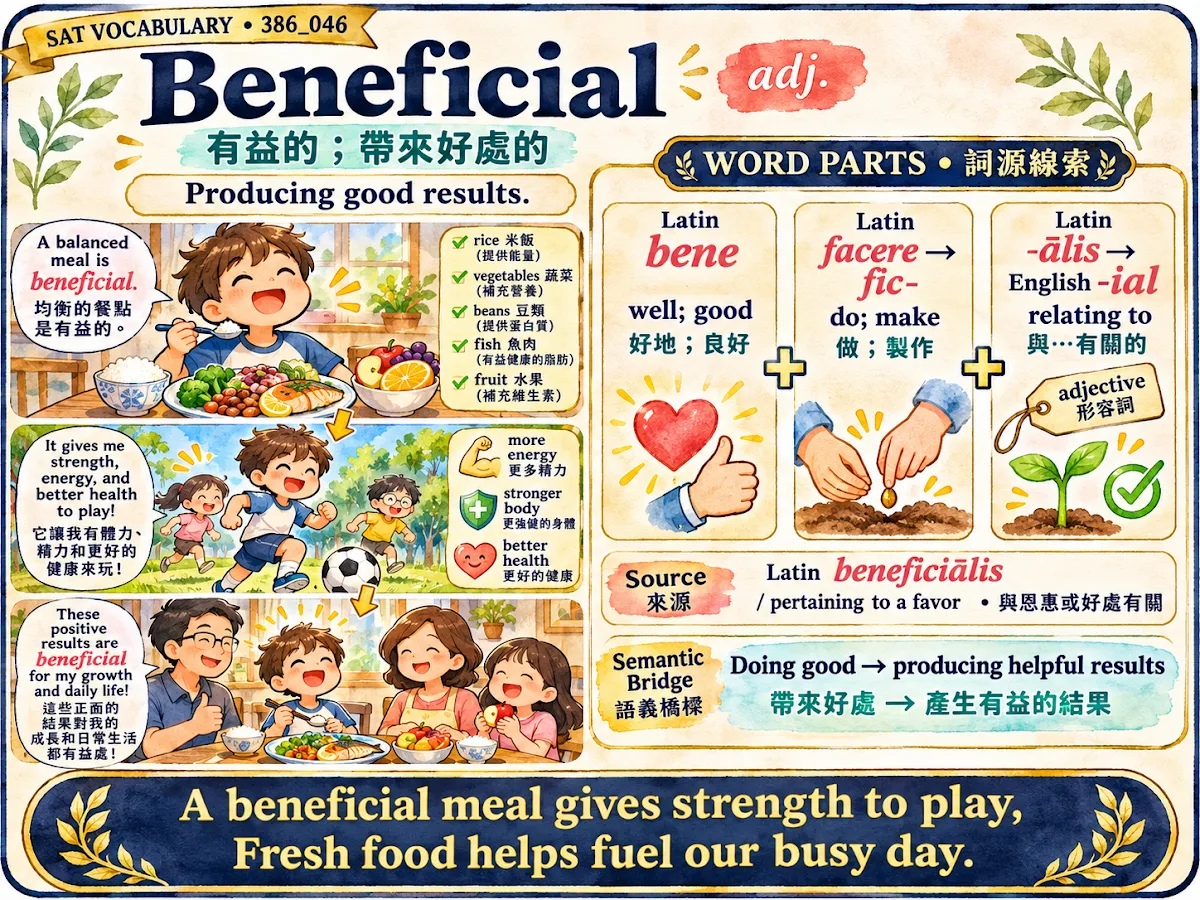 SAT VOCABULARY • 386_046
Beneficial
adj.
有益的；帶來好處的
Producing good results.
A balanced
meal is
beneficial.
均衡的餐點
是有益的。
rice 米飯
(提供能量)
vegetables 蔬菜
(補充營養)
beans 豆類
(提供蛋白質)
fish 魚肉
(有益健康的脂肪)
fruit 水果
(補充維生素)
It gives me
strength,
energy, and
better health
to play!
它讓我有體力、
精力和更好的
健康來玩！
more
energy
更多精力
stronger
body
更強健的身體
better
health
更好的健康
These
positive
results are
beneficial
for my growth
and daily life!
這些正面的
結果對我的
成長和日常生活
都有益處！
WORD PARTS • 詞源線索
Latin
bene
well; good
好地；良好
Latin
facere →
fic-
do; make
做；製作
Latin
-ālis →
English -ial
relating to
與…有關的
adjective
形容詞
Source
來源
Latin beneficiālis
/ pertaining to a favor • 與恩惠或好處有關
Semantic
Bridge
語義橋樑
Doing good → producing helpful results
帶來好處 → 產生有益的結果
A beneficial meal gives strength to play,
Fresh food helps fuel our busy day.